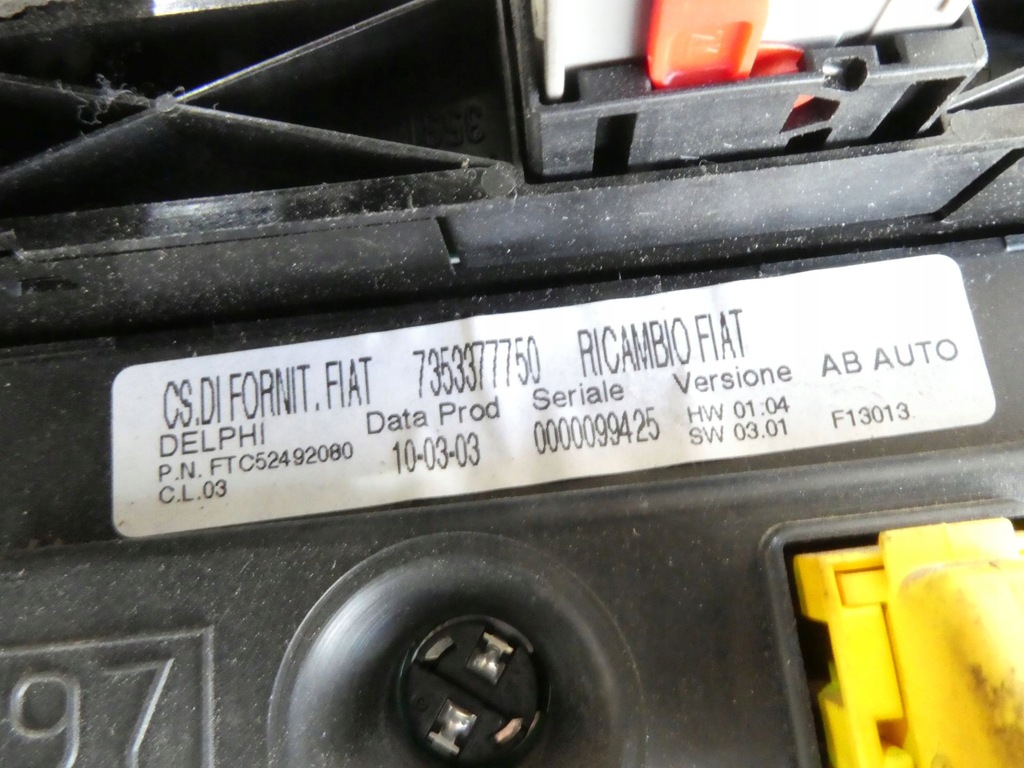 CS.DI FORNIT. FIAT 7353377750 RICAMBIO FIAT
DELPHI Data Prod Seriale Versione AB AUTO
P.N. FTC52492080 10-03-03 0000099425 HW 01:04 F13013
C.L.03 SW 03.01
97